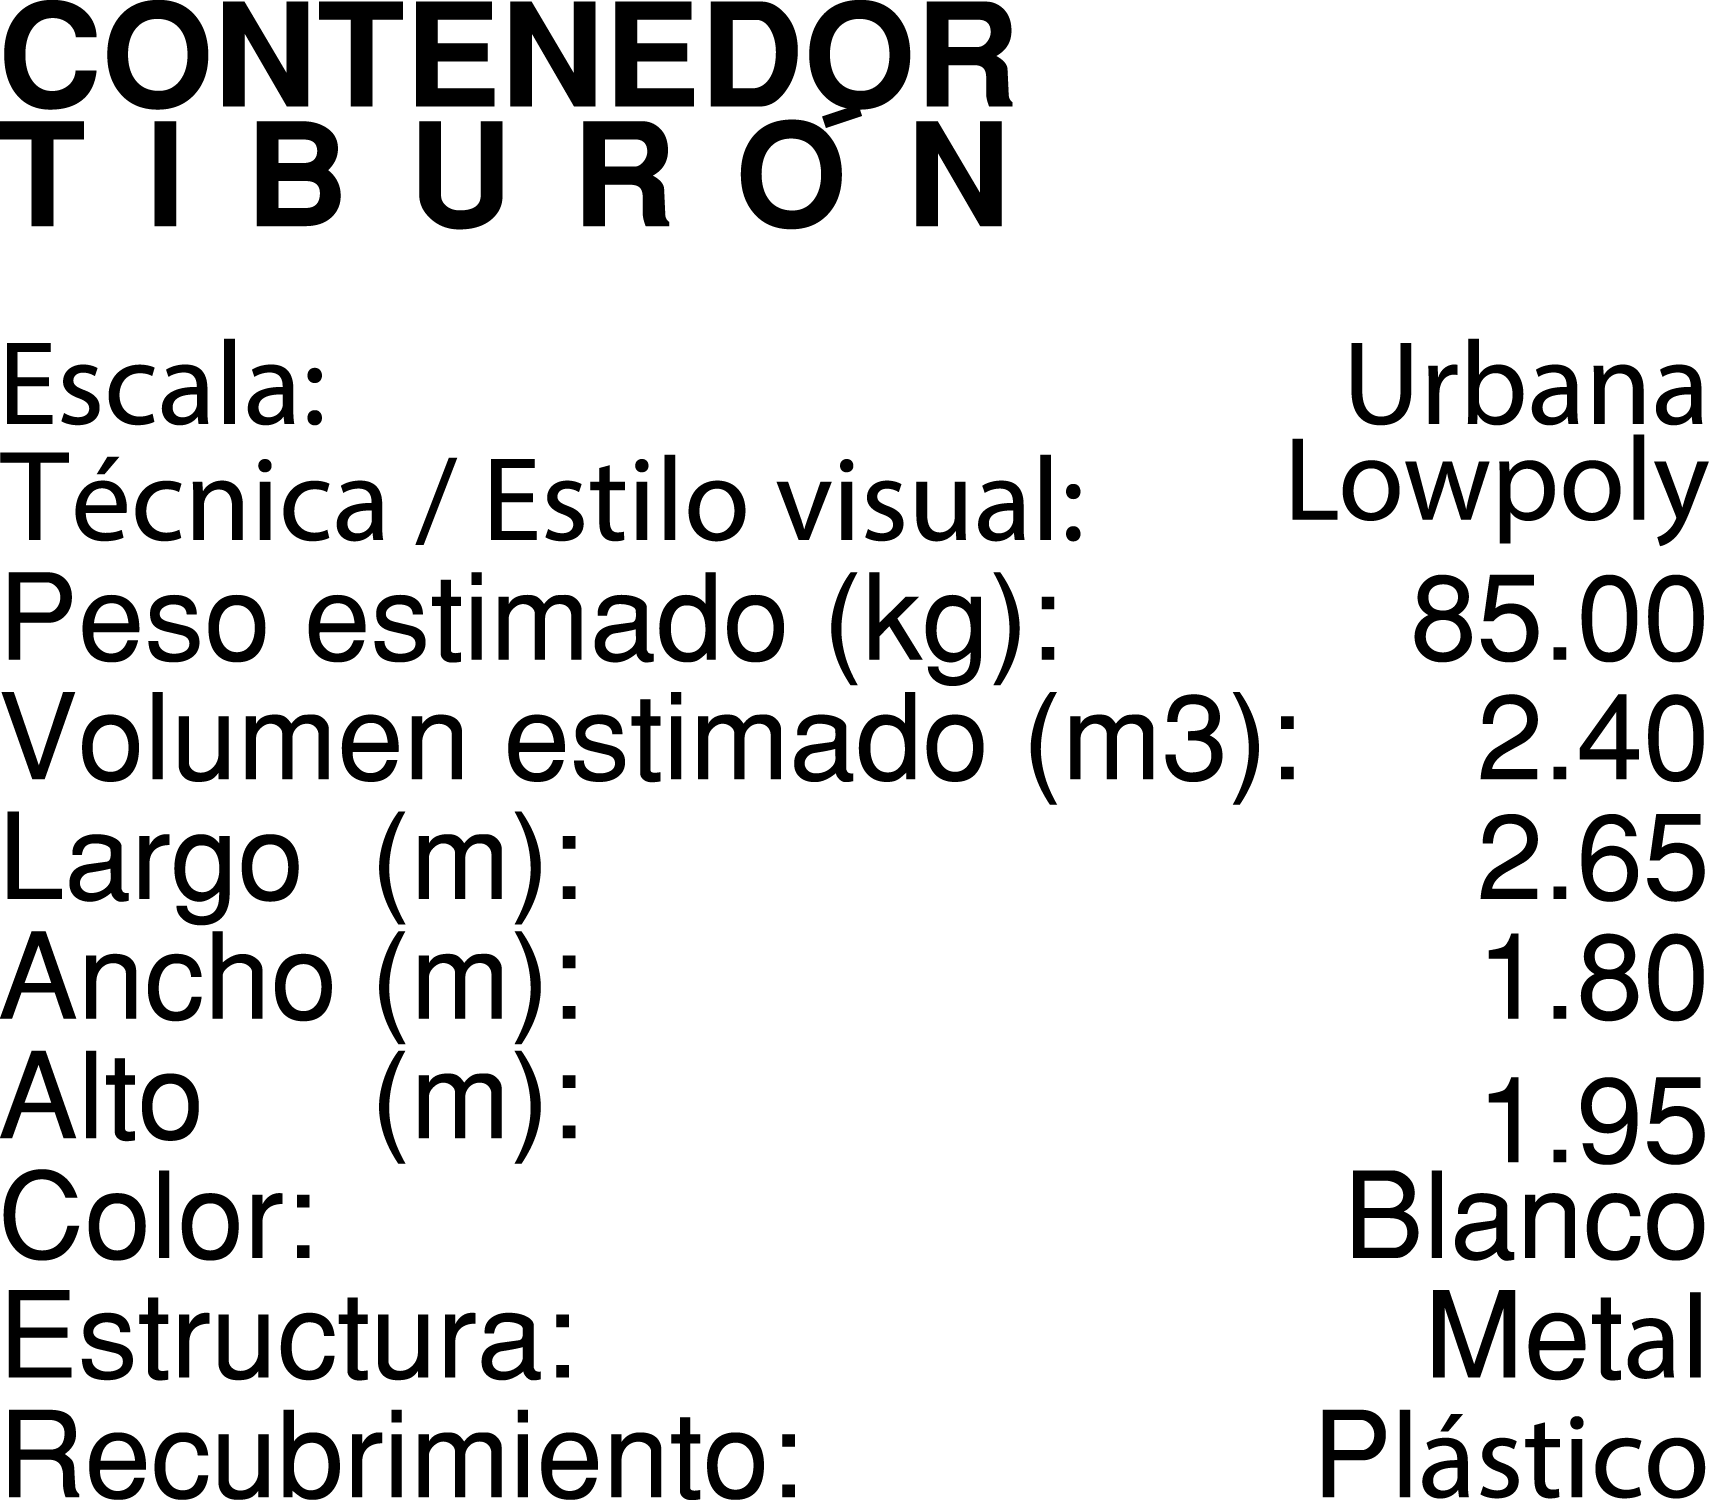 CONTENEDOR
TIBURÓN
Escala: Urbana
Técnica / Estilo visual: Lowpoly
Peso estimado (kg): 85.00
Volumen estimado (m3): 2.40
Largo (m): 2.65
Ancho (m): 1.80
Alto (m): 1.95
Color: Blanco
Estructura: Metal
Recubrimiento: Plástico